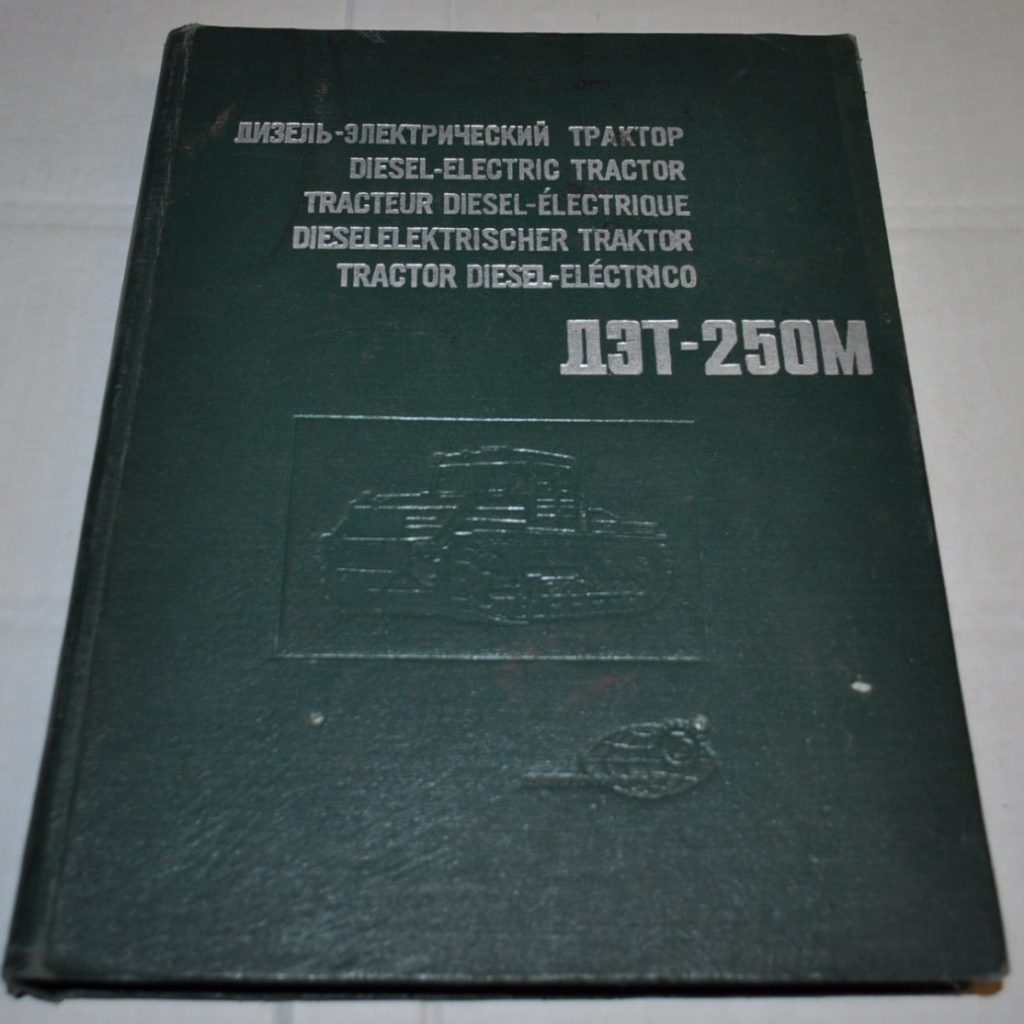 ДИЗЕЛЬ-ЭЛЕКТРИЧЕСКИЙ ТРАКТОР
DIESEL-ELECTRIC TRACTOR
TRACTEUR DIESEL-ÉLECTRIQUE
DIESELELEKTRISCHER TRAKTOR
TRACTOR DIESEL-ELÉCTRICO
ДЭТ-250М